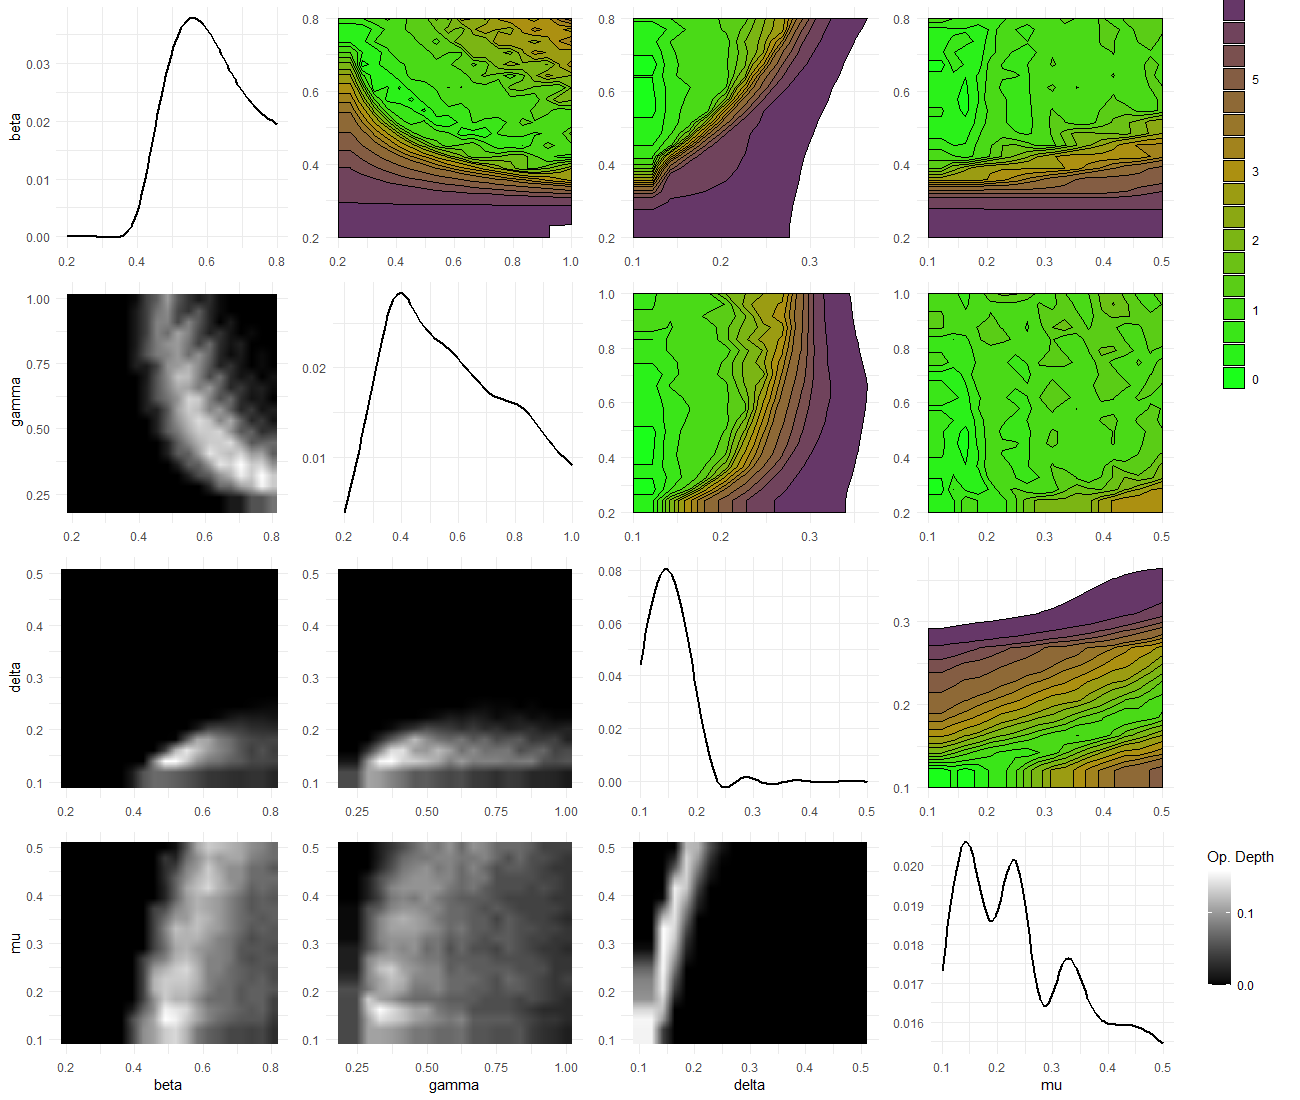 0.8 0.8 0.8
0.03 0.6 0.6 0.6 5
beta 0.02 0.4 0.4 0.4 3
0.01 2
0.00 0.2 0.2 0.2
0.2 0.4 0.6 0.8 0.2 0.4 0.6 1.0 0.1 0.2 0.3 0.1 0.2 0.3 0.5 1
1.00 1.0 1.0
gamma 0.75 0.02 0.8 0.8 0
0.50 0.6 0.6
0.01 0.4 0.4
0.25 0.2 0.2
0.2 0.4 0.6 0.8 0.2 0.4 0.6 1.0 0.1 0.2 0.3 0.1 0.2 0.3 0.5
0.5 0.5 0.08
0.4 0.4 0.06 0.3
delta 0.3 0.3 0.04
0.2 0.2 0.02 0.2
0.1 0.1 0.00 0.1
0.2 0.4 0.6 0.8 0.25 0.50 0.75 1.00 0.1 0.2 0.3 0.4 0.5 0.1 0.2 0.3 0.5
0.5 0.5 0.5 0.020 Op. Depth
0.4 0.4 0.4 0.019
mu 0.3 0.3 0.3 0.018 0.1
0.2 0.2 0.2 0.017
0.1 0.1 0.1 0.016 0.0
0.2 0.4 0.6 0.8 0.25 0.50 0.75 1.00 0.1 0.2 0.3 0.4 0.5 0.1 0.2 0.3 0.4 0.5
beta gamma delta mu